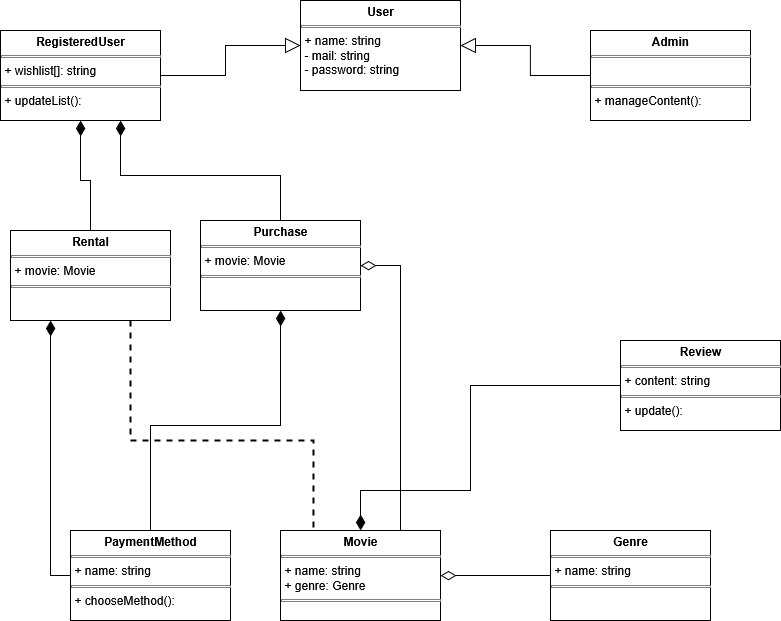 User
+ name: string
- mail: string
- password: string
RegisteredUser
+ wishlist[]: string
+ updateList():
Admin
+ manageContent():
Rental
+ movie: Movie
Purchase
+ movie: Movie
Review
+ content: string
+ update():
PaymentMethod
+ name: string
+ chooseMethod():
Movie
+ name: string
+ genre: Genre
Genre
+ name: string